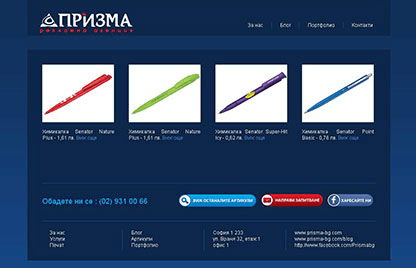 ПРИЗМА
рекламна агенция
За нас
Блог
Портфолио
Контакти
Химикалка Senator Nature Plus - 1,61 лв. Виж още
Химикалка Senator Nature Plus - 1,61 лв. Виж още
Химикалка Senator Super-Hit Icy - 0,62 лв. Виж още
Химикалка Senator Point Basic - 0,78 лв. Виж още
Обадете ни се : (02) 931 00 66
ВИЖ ОСТАНАЛИТЕ АРТИКУЛИ
НАПРАВИ ЗАПИТВАНЕ
ХАРЕСАЙТЕ НИ
За нас
Услуги
Печат
Блог
Артикули
Портфолио
София 1 233
ул. Враня 32, етаж 1
офис 1
www.prisma-bg.com
www.prisma-bg.com/blog
http://www.facebook.com/Prismabg